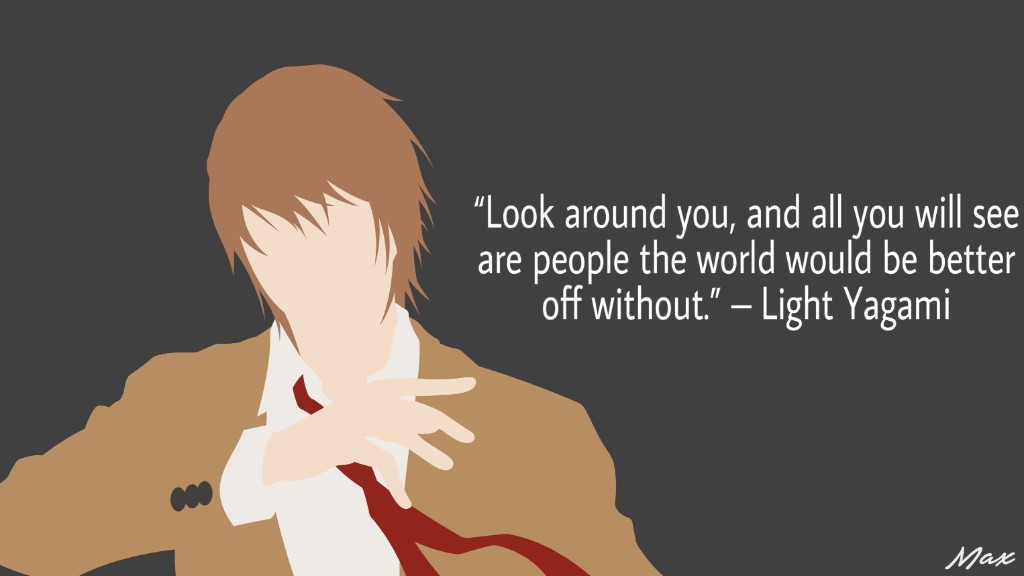 “Look around you, and all you will see
are people the world would be better
off without.” – Light Yagami
Max